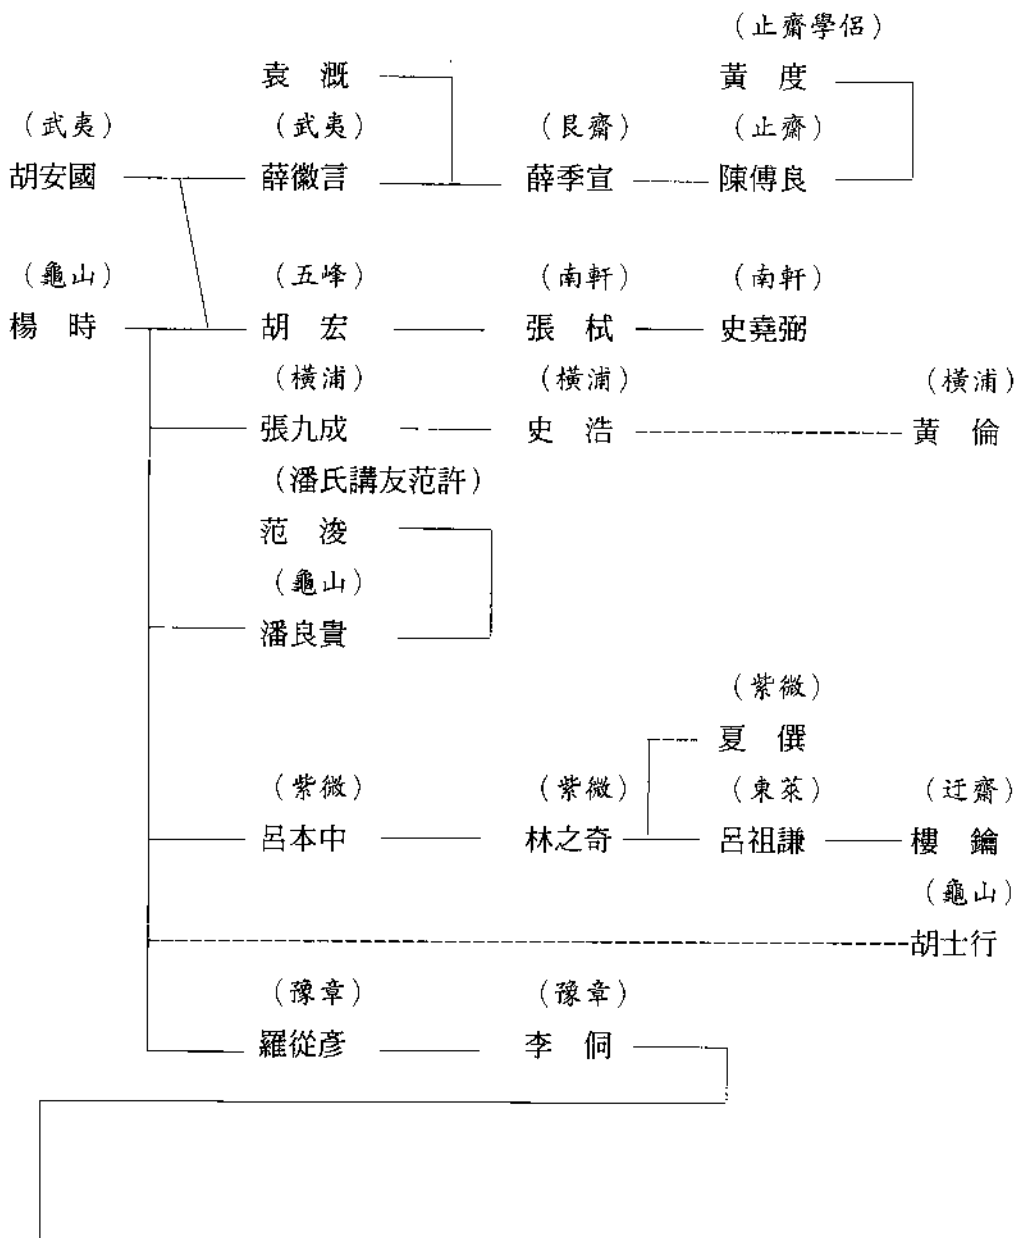 (止齋學侶)
袁 溉 黃 度
(武夷) (武夷) (艮齋) (止齋)
胡安國 薛徽言 薛季宣 陳傅良
(龜山) (五峰) (南軒) (南軒)
楊 時 胡 宏 張 栻 史堯弼
(橫浦) (橫浦) (橫浦)
張九成 史 浩 黃 倫
(潘氏講友范許)
范 浚
(龜山)
潘良貴
(紫微)
夏 僎
(紫微) (紫微) (東萊) (迂齋)
呂本中 林之奇 呂祖謙 樓 鑰
(龜山)
胡士行
(豫章) (豫章)
羅從彥 李 侗